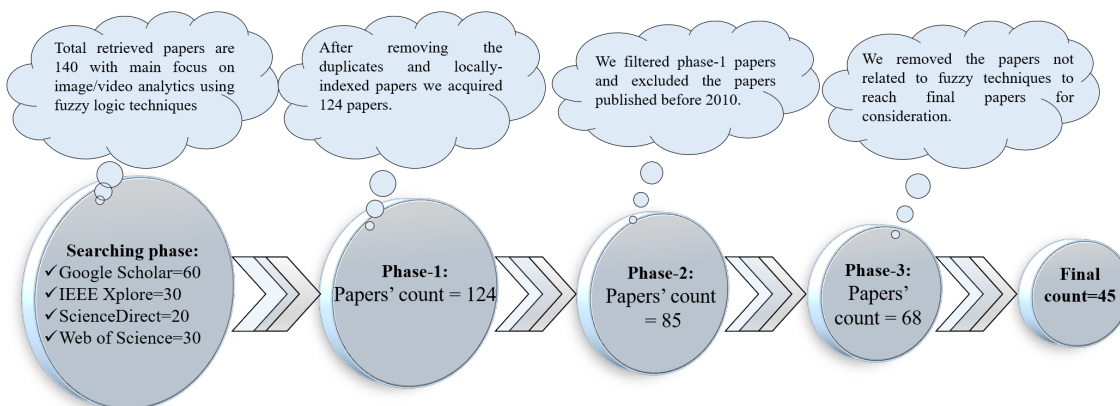 Total retrieved papers are
140 with main focus on
image/video analytics using
fuzzy logic techniques
After removing the
duplicates and locally-
indexed papers we acquired
124 papers.
We filtered phase-1 papers
and excluded the papers
published before 2010.
We removed the papers not
related to fuzzy techniques to
reach final papers for
consideration.
Searching phase:
✓Google Scholar=60
✓IEEE Xplore=30
✓ScienceDirect=20
✓Web of Science=30
Phase-1:
Papers’ count = 124
Phase-2:
Papers’ count
= 85
Phase-3:
Papers’
count = 68
Final
count=45